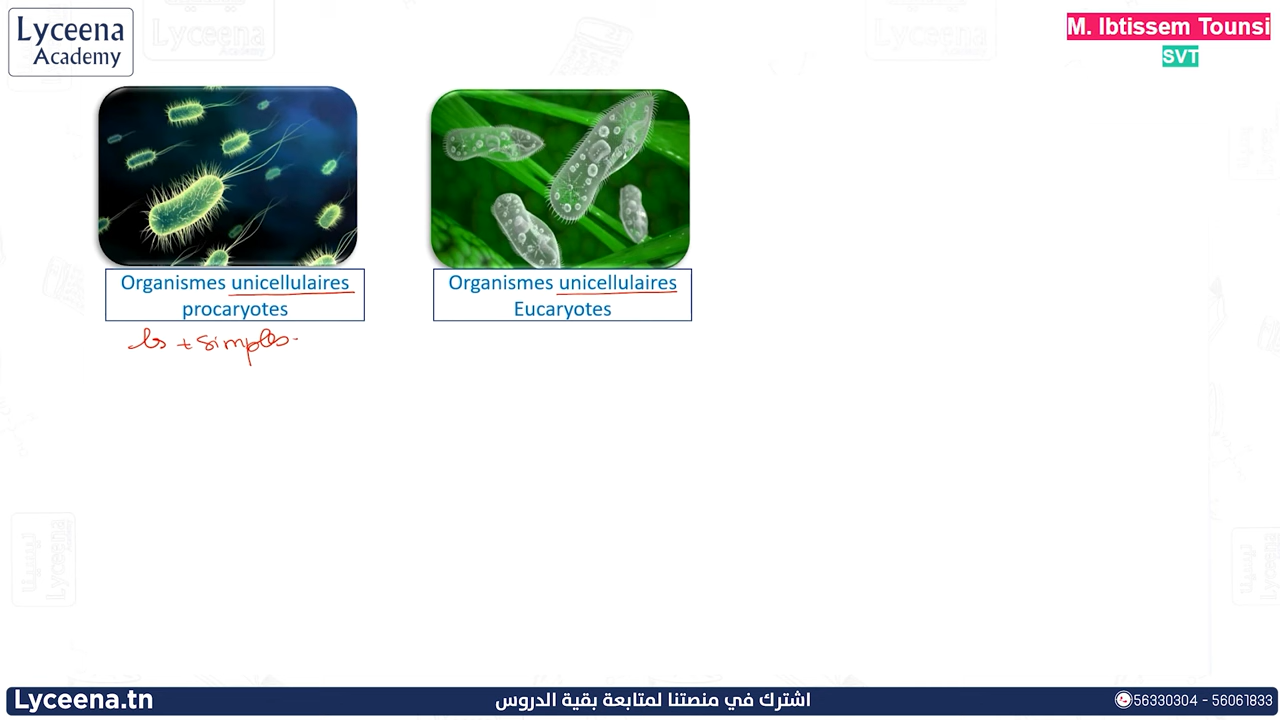 Lyceena
Academy
M. Ibtissem Tounsi
SVT
Organismes unicellulaires
procaryotes
Organismes unicellulaires
Eucaryotes
les + simples.
Lyceena.tn
اشترك في منصتنا لمتابعة بقية الدروس
56330304 - 56061833